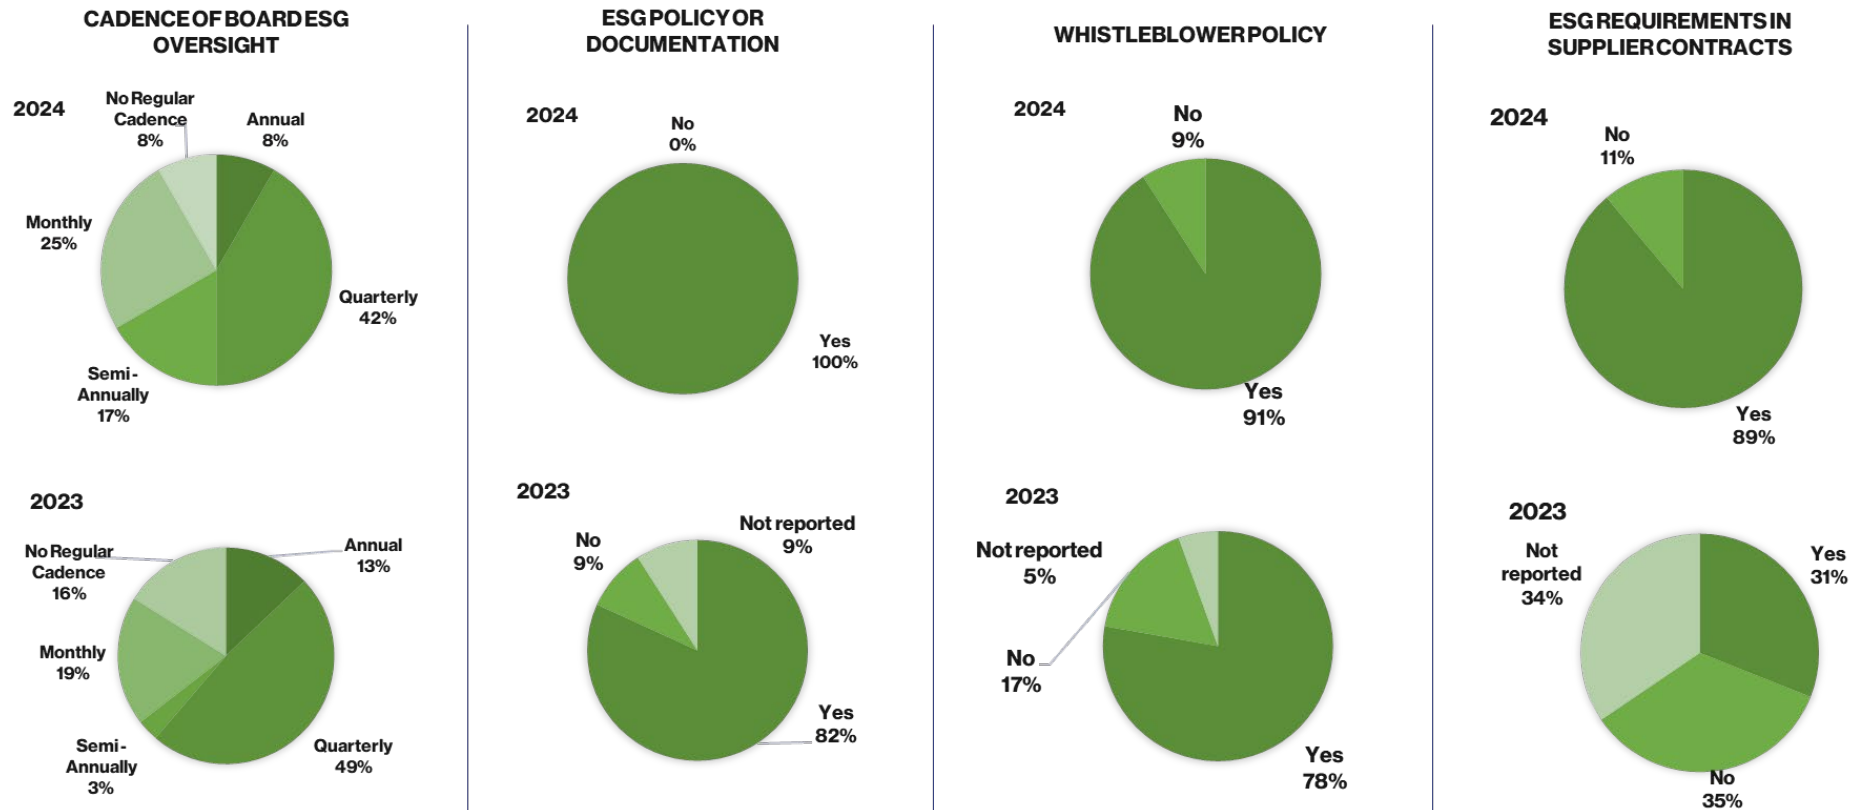 CADENCE OF BOARD ESG
OVERSIGHT
2024
No Regular
Cadence
8%
Annual
8%
Monthly
25%
Quarterly
42%
Semi-
Annually
17%
2023
No Regular
Cadence
16%
Annual
13%
Monthly
19%
Semi-
Annually
3%
Quarterly
49%
ESG POLICY OR
DOCUMENTATION
2024
No
0%
Yes
100%
2023
Not reported
9%
No
9%
Yes
82%
WHISTLEBLOWER POLICY
2024
No
9%
Yes
91%
2023
Not reported
5%
No
17%
Yes
78%
ESG REQUIREMENTS IN
SUPPLIER CONTRACTS
2024
No
11%
Yes
89%
2023
Not
reported
34%
Yes
31%
No
35%